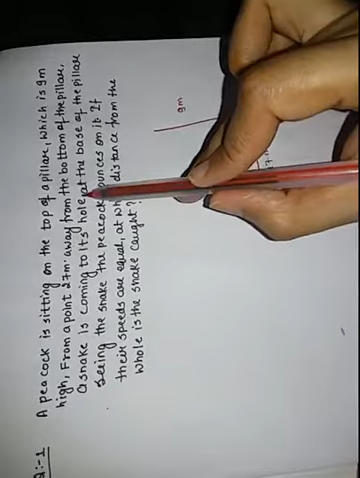 Q:-1 A peacock is sitting on the top of a pillar, which is 9m
high, From a point 27m away from the bottom of the pillar,
a snake is coming to its hole at the base of the pillar
seeing the snake the peacock pounces on it If
their speeds are equal, at distance from the
whole is the snake caught?
9m